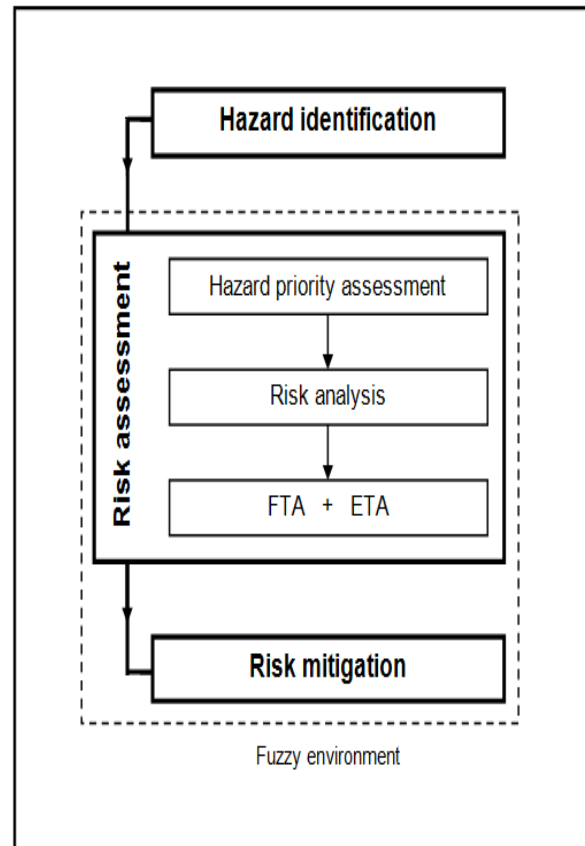 Hazard identification
Risk assessment
Hazard priority assessment
Risk analysis
FTA + ETA
Risk mitigation
Fuzzy environment